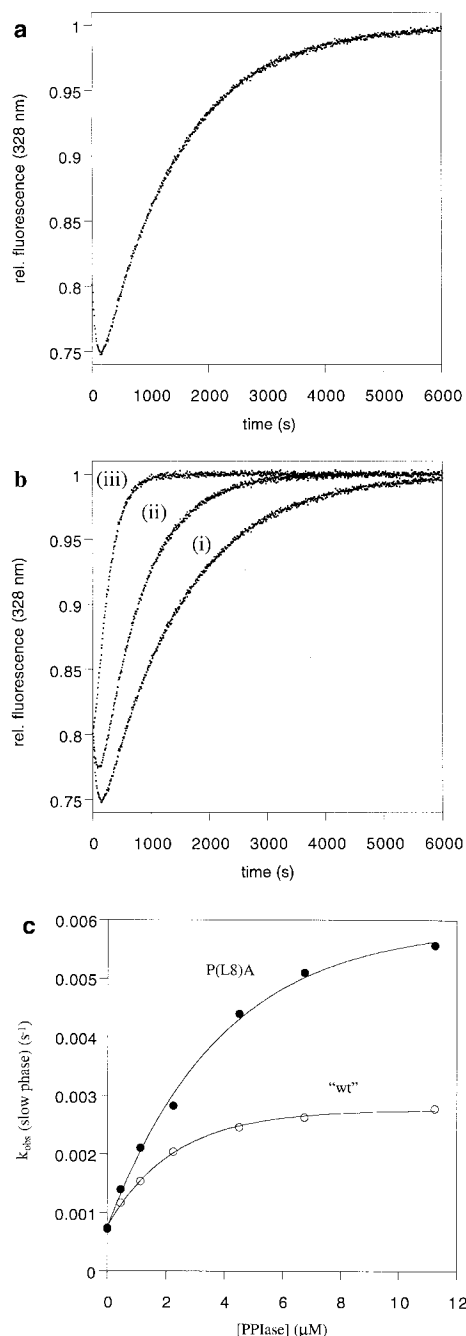 a
1
0.95
0.9
0.85
0.8
0.75
rel. fluorescence (328 nm)
0 1000 2000 3000 4000 5000 6000
time (s)
b
1
0.95
0.9
0.85
0.8
0.75
rel. fluorescence (328 nm)
(iii)
(ii)
(i)
0 1000 2000 3000 4000 5000 6000
time (s)
c
0.006
0.005
0.004
0.003
0.002
0.001
0
k_obs (slow phase) (s⁻¹)
P(L8)A
"wt"
0 2 4 6 8 10 12
[PPIase] (μM)